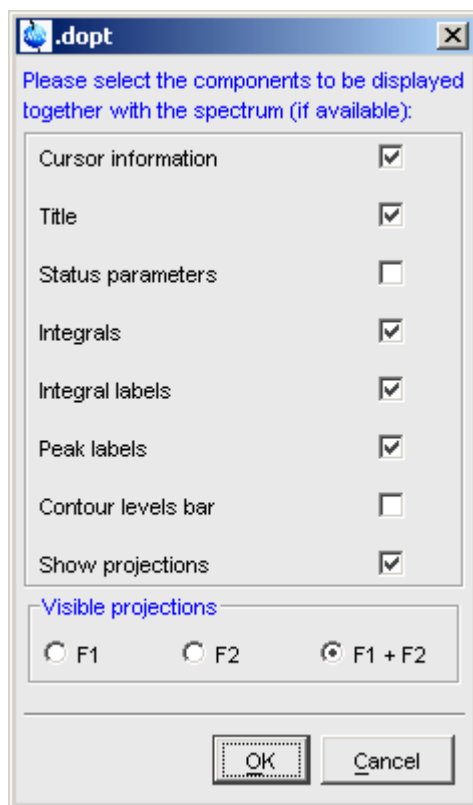 .dopt
Please select the components to be displayed
together with the spectrum (if available):
Cursor information
Title
Status parameters
Integrals
Integral labels
Peak labels
Contour levels bar
Show projections
Visible projections
F1 F2 F1 + F2
OK Cancel